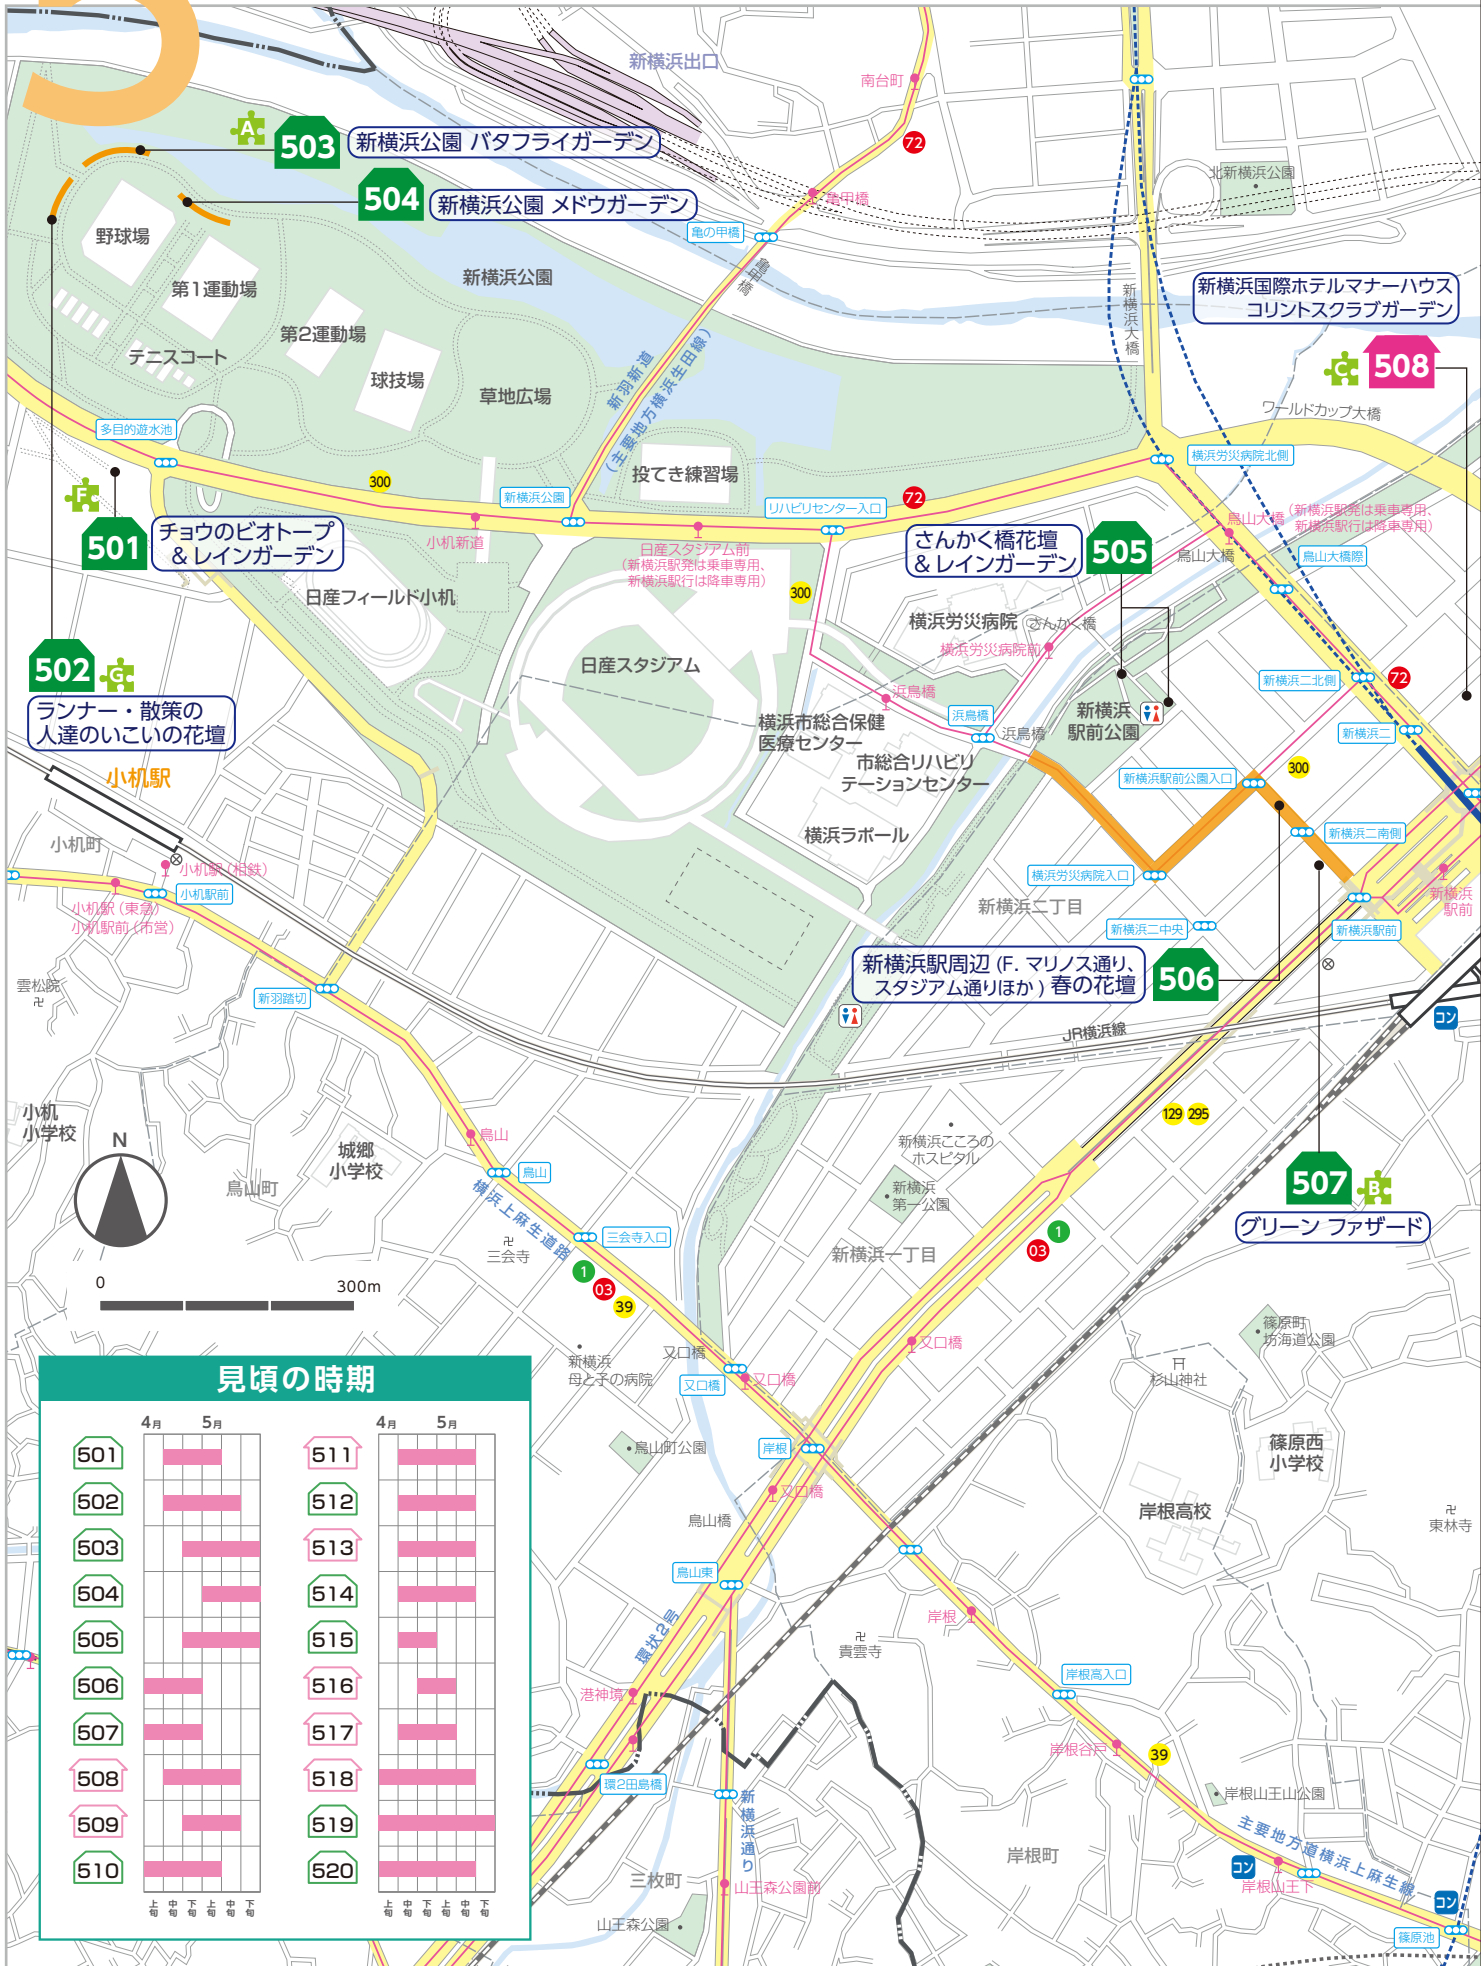 新横浜出口
南台町
72
A
503
新横浜公園 バタフライガーデン
504
新横浜公園 メドウガーデン
亀甲橋
亀の甲橋
亀甲橋
北新横浜公園
新横浜大橋
新横浜国際ホテルマナーハウス
コリントスクラブガーデン
C
508
ワールドカップ大橋
野球場
第1運動場
新横浜公園
第2運動場
テニスコート
球技場
草地広場
新羽新道
(主要地方横浜生田線)
多目的遊水池
300
新横浜公園
投てき練習場
リハビリセンター入口
72
横浜労災病院北側
F
501
チョウのビオトープ
&レインガーデン
小机新道
日産スタジアム前
(新横浜駅発は乗車専用、
新横浜駅行は降車専用)
さんかく橋花壇
&レインガーデン
505
鳥山大橋
(新横浜駅発は乗車専用、
新横浜駅行は降車専用)
鳥山大橋
鳥山大橋際
日産フィールド小机
300
横浜労災病院
さんかく橋
横浜労災病院前
日産スタジアム
502
G
ランナー・散策の
人達のいこいの花壇
浜鳥橋
浜鳥橋
浜鳥橋
横浜市総合保健
医療センター
市総合リハビリ
テーションセンター
横浜ラポール
新横浜
駅前公園
新横浜二北側
72
新横浜二
新横浜駅前公園入口
300
新横浜二南側
小机駅
小机町
小机駅(相鉄)
小机駅前
小机駅(東急)
小机駅前(市営)
横浜労災病院入口
新横浜二丁目
新横浜二中央
新横浜駅前
新横浜
駅前
新横浜駅周辺(F. マリノス通り、
スタジアム通りほか)春の花壇
506
雲松院
新羽踏切
JR横浜線
コン
129
295
小机
小学校
N
城郷
小学校
鳥山町
鳥山
鳥山
横浜上麻生道路
三会寺
三会寺入口
新横浜こころの
ホスピタル
新横浜
第一公園
新横浜一丁目
507
B
グリーン ファザード
1
03
1
03
39
0
300m
又口橋
篠原町
坊海道公園
杉山神社
新横浜
母と子の病院
又口橋
又口橋
又口橋
鳥山町公園
岸根
又口橋
鳥山橋
鳥山東
篠原西
小学校
岸根高校
東林寺
岸根
貴雲寺
環状2号
港神境
岸根高入口
岸根谷戸
39
環2田島橋
新横浜通り
岸根山王山公園
主要地方道横浜上麻生線
岸根町
三枚町
山王森公園前
山王森公園
コン
岸根山王下
コン
篠原池
見頃の時期
4月 5月 4月 5月
501 511
502 512
503 513
504 514
505 515
506 516
507 517
508 518
509 519
510 520
上旬 中旬 下旬 上旬 中旬 下旬 上旬 中旬 下旬 上旬 中旬 下旬